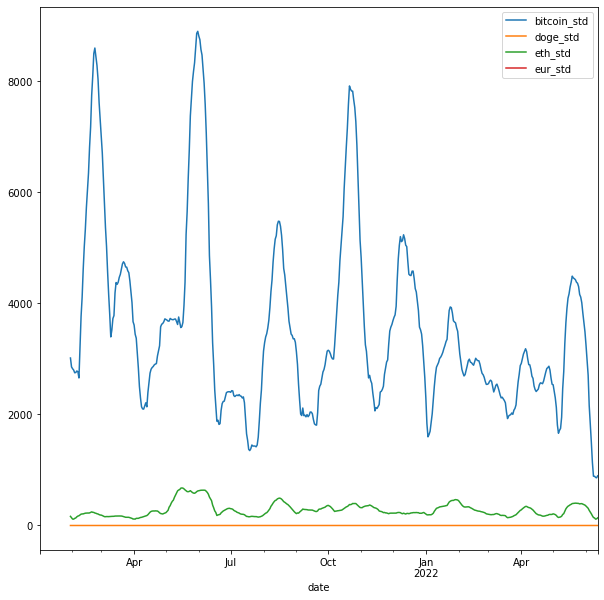 bitcoin_std
doge_std
eth_std
eur_std
8000
6000
4000
2000
0
Apr
Jul
Oct
Jan
2022
Apr
date